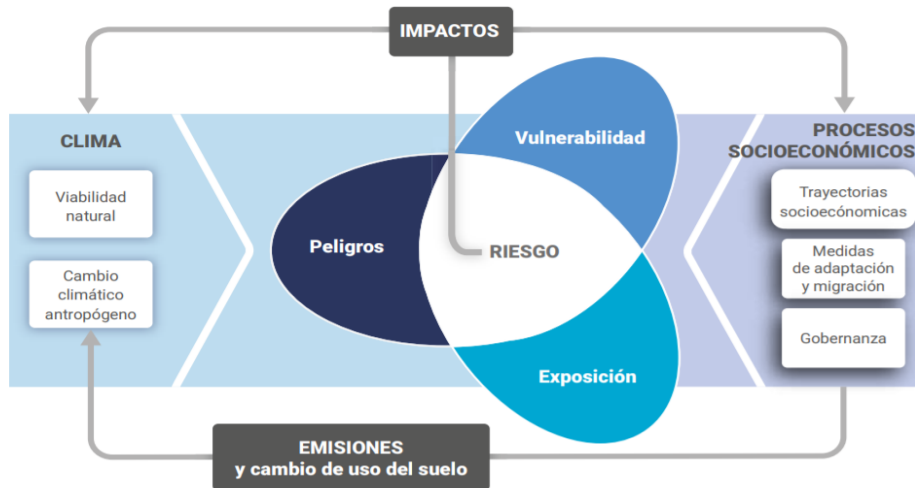 IMPACTOS
CLIMA
Viabilidad
natural
Cambio
climático
antropógeno
Peligros
Vulnerabilidad
RIESGO
Exposición
PROCESOS
SOCIOECONÓMICOS
Trayectorias
socioecónomicas
Medidas
de adaptación
y migración
Gobernanza
EMISIONES
y cambio de uso del suelo